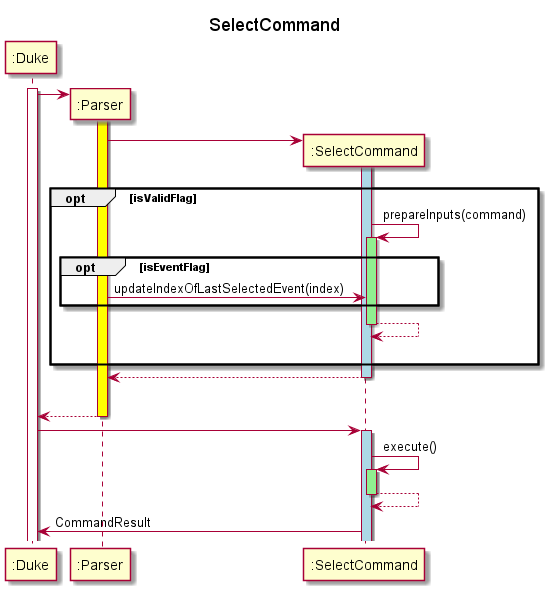 SelectCommand
:Duke
:Parser
:SelectCommand
opt [isValidFlag]
prepareInputs(command)
opt [isEventFlag]
updateIndexOfLastSelectedEvent(index)
execute()
CommandResult
:Duke :Parser :SelectCommand